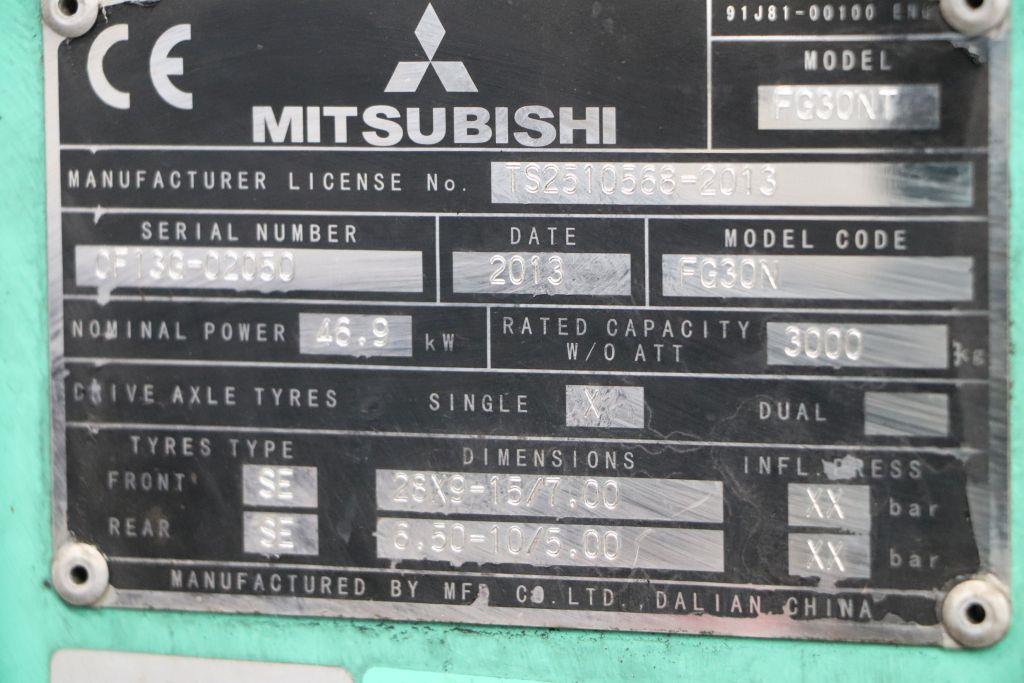 CE
MITSUBISHI
91J81-00100 ENG
MODEL
FG30NT
MANUFACTURER LICENSE No. TS2510568-2013
SERIAL NUMBER
CF13G-02050
DATE
2013
MODEL CODE
FG30N
NOMINAL POWER 46.9 kW
RATED CAPACITY W/O ATT 3000 kg
DRIVE AXLE TYRES SINGLE X DUAL
TYRES TYPE DIMENSIONS INFL. PRESS
FRONT SE 28X9-15/7.00 XX bar
REAR SE 6.50-10/5.00 XX bar
MANUFACTURED BY MFD CO.LTD. DALIAN, CHINA